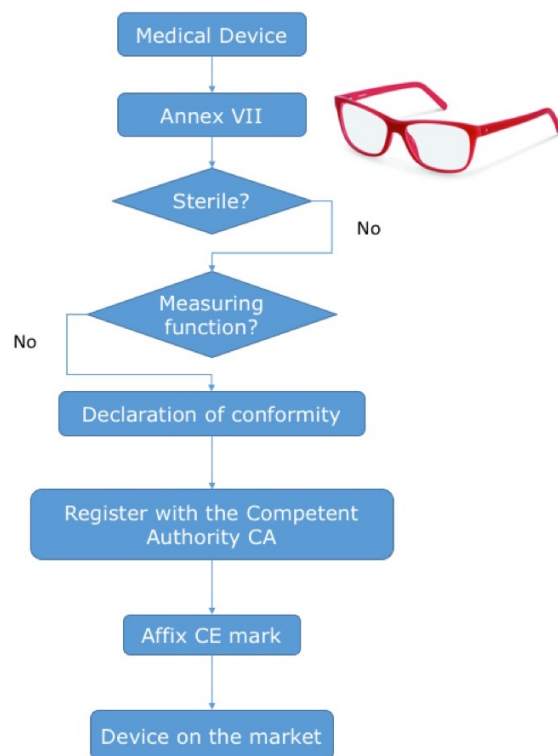 Medical Device
Annex VII
Sterile?
No
Measuring
function?
No
Declaration of conformity
Register with the Competent
Authority CA
Affix CE mark
Device on the market